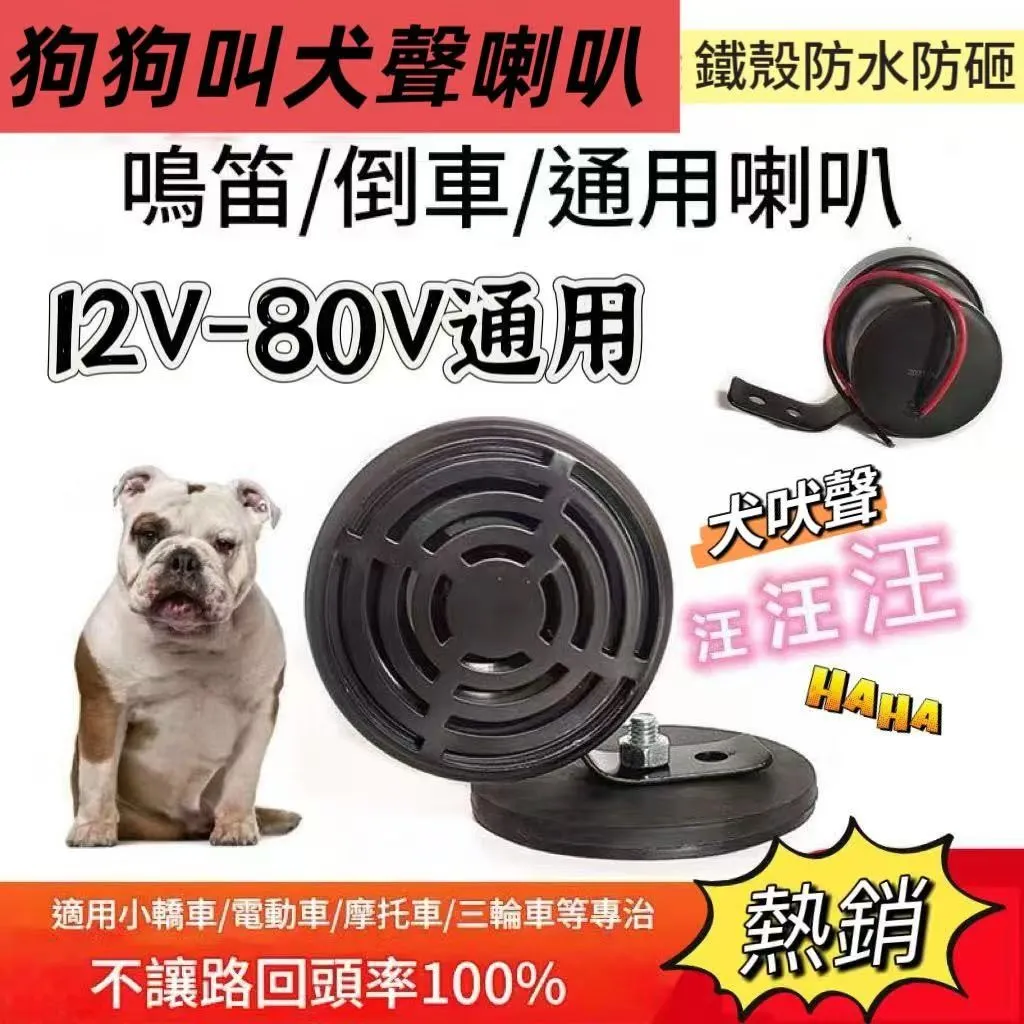 狗狗叫犬聲喇叭
鐵殼防水防砸
鳴笛/倒車/通用喇叭
12V-80V通用
犬吠聲
汪汪汪
HAHA
適用小轎車/電動車/摩托車/三輪車等專治
不讓路回頭率100%
熱銷